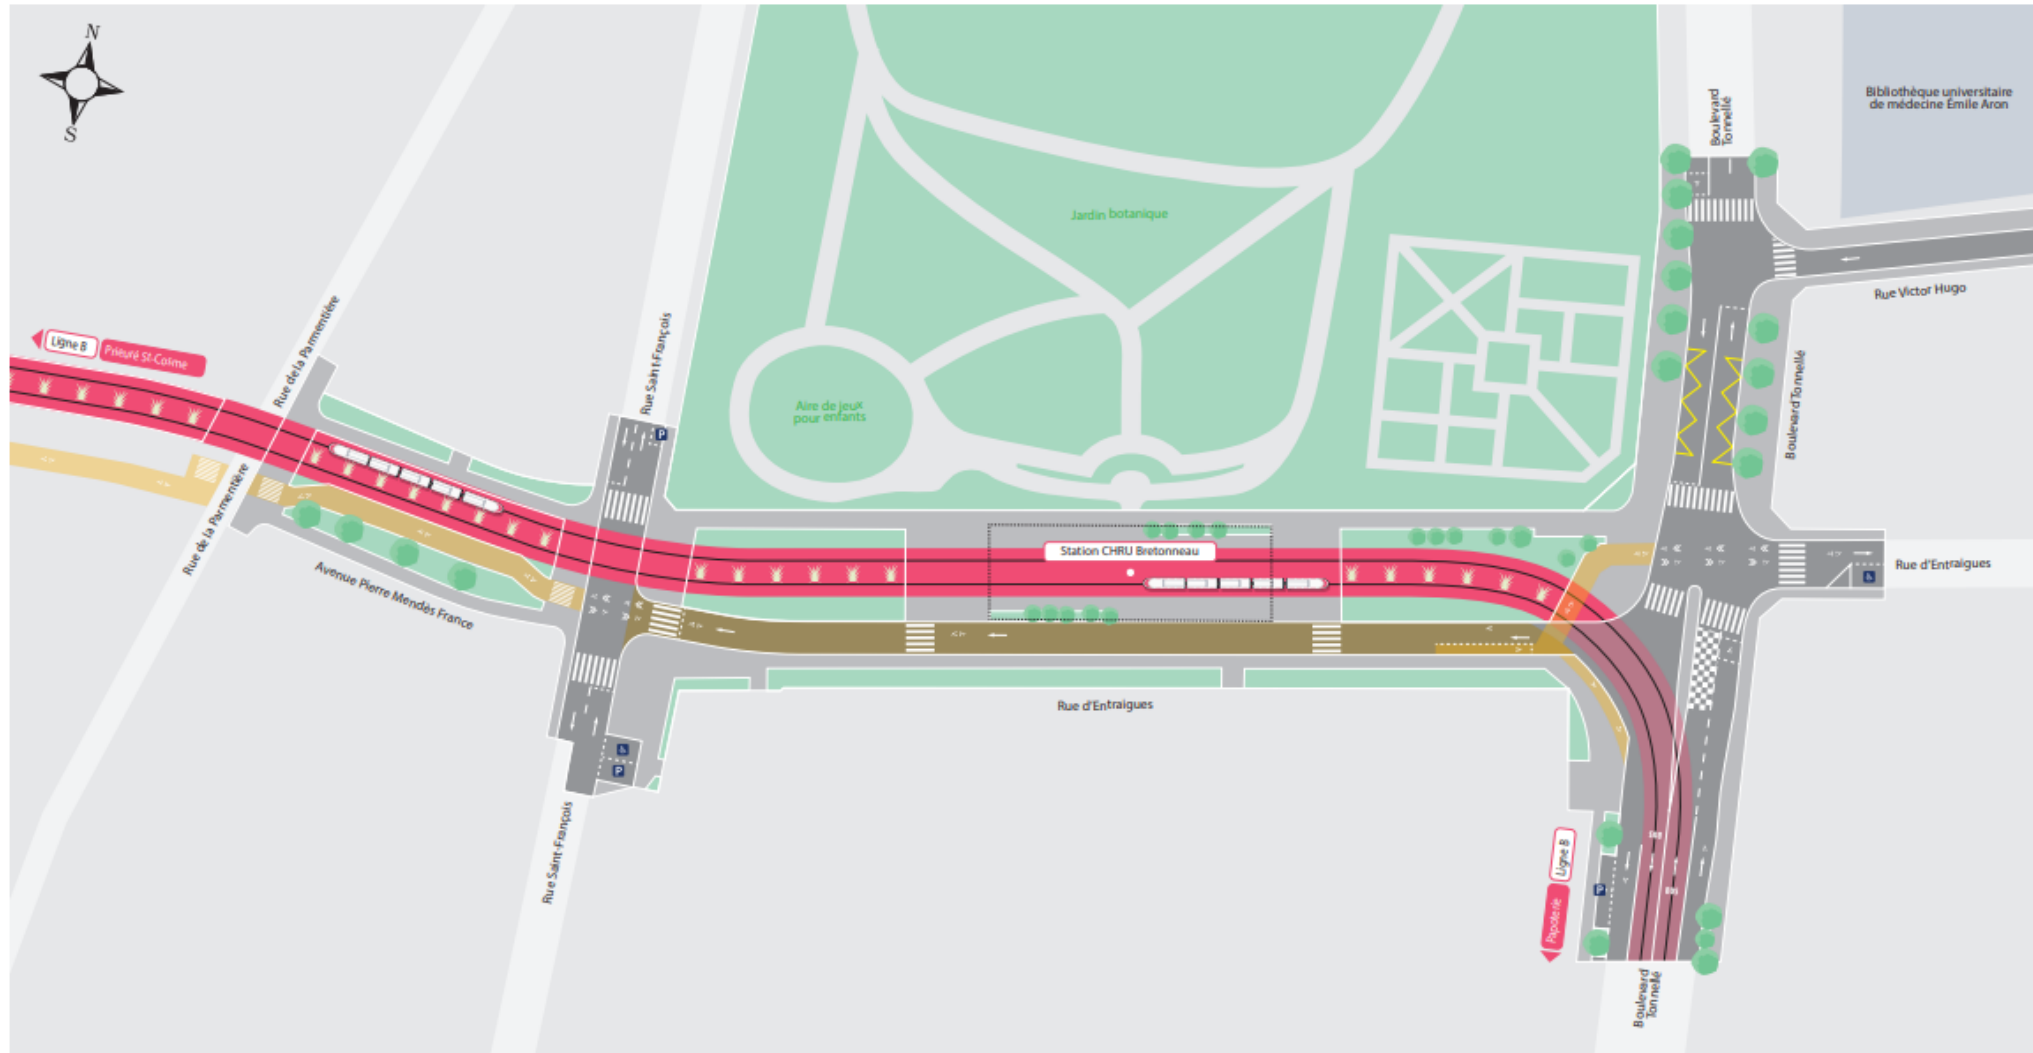 N
S
Boulevard
Tonnellé
Bibliothèque universitaire
de médecine Émile Aron
Jardin botanique
Rue Victor Hugo
Ligne B
Prieuré St-Cosme
Rue de la Parmentière
Rue Saint-François
P
Aire de jeux
pour enfants
Boulevard Tonnellé
Rue de la Parmentière
Station CHRU Bretonneau
Rue d'Entraigues
Avenue Pierre Mendès France
Rue d'Entraigues
P
Rue Saint-François
Ligne B
Papoterie
P
Boulevard
Tonnellé